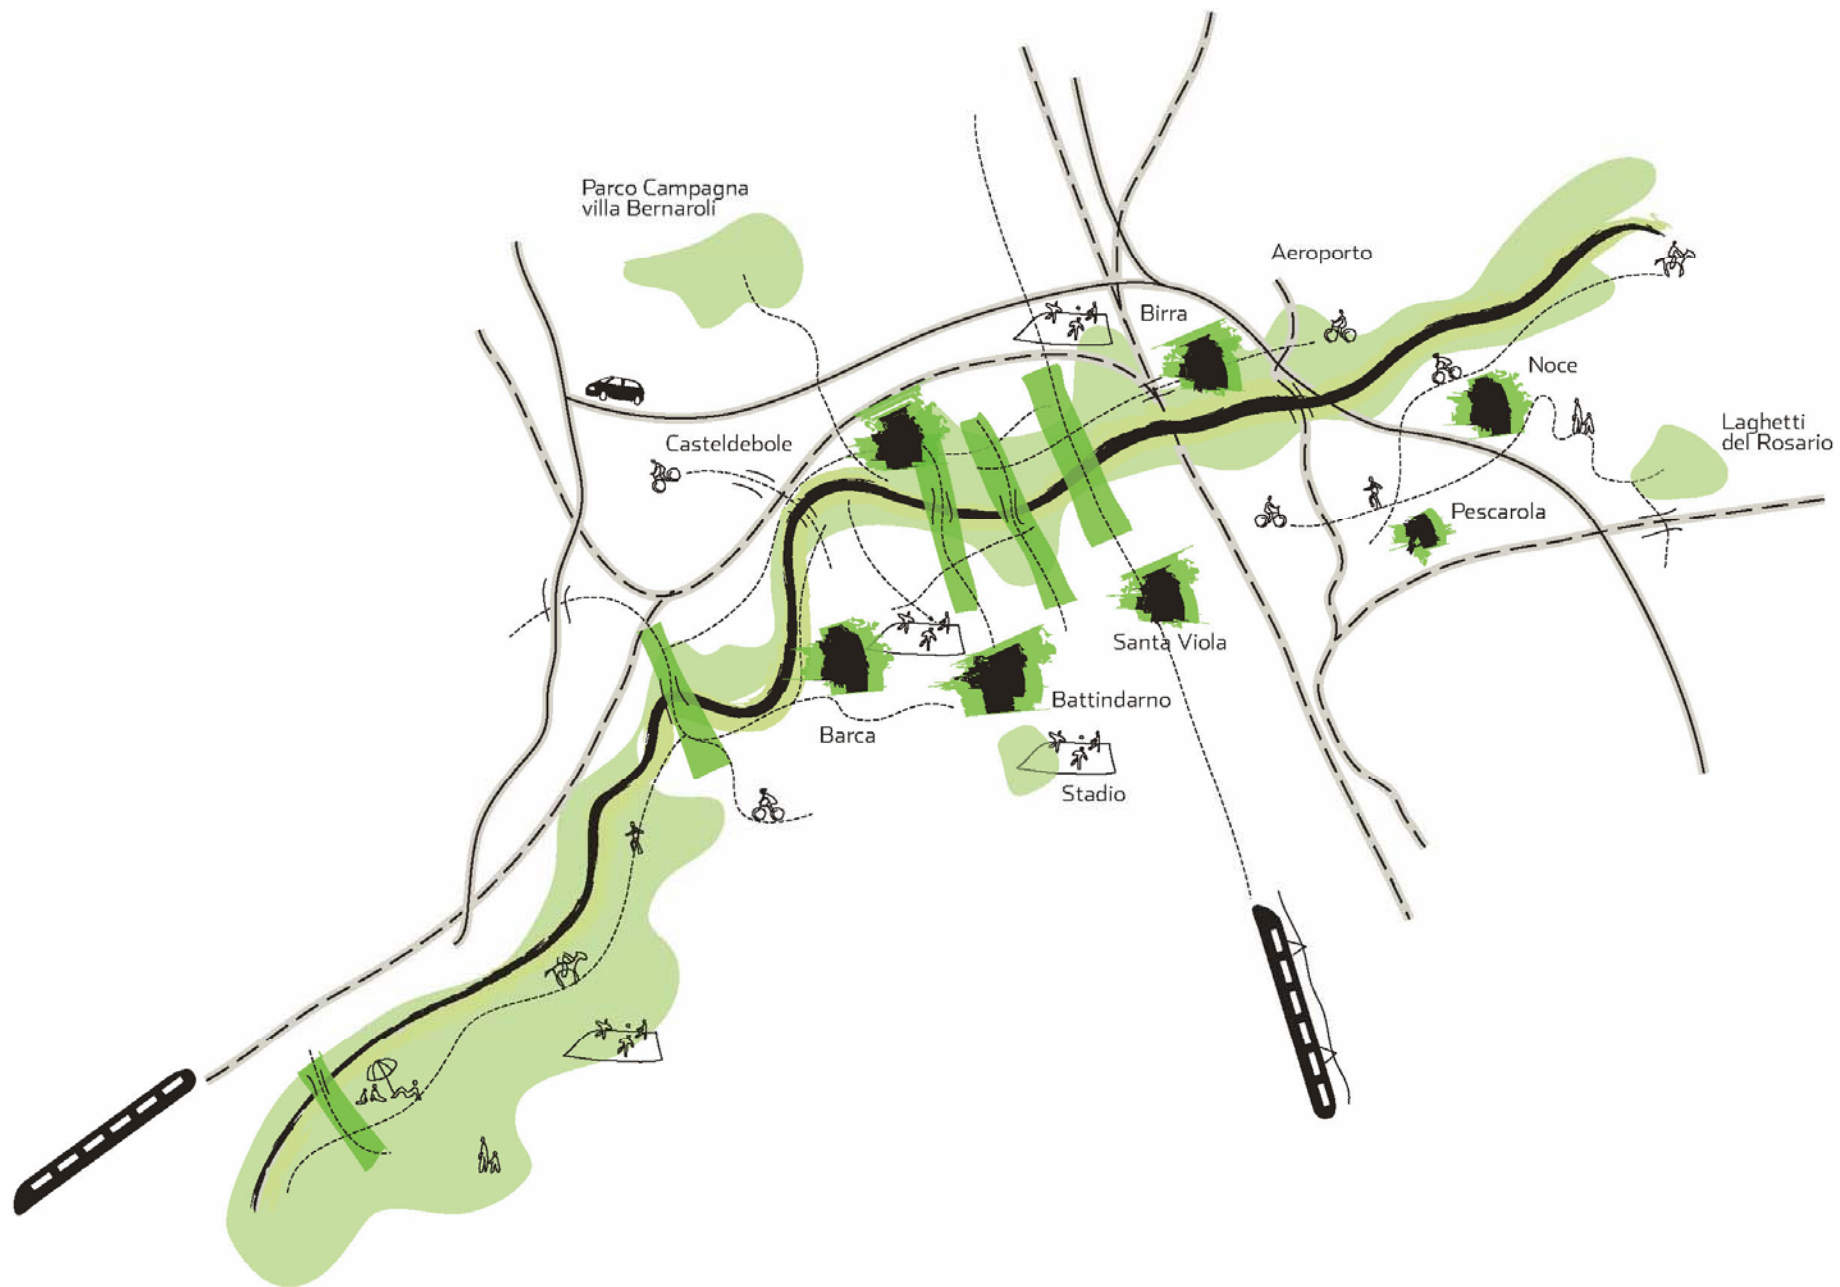 Parco Campagna
villa Bernaroli
Aeroporto
Birra
Noce
Laghetti
del Rosario
Casteldebole
Pescarola
Santa Viola
Battindarno
Barca
Stadio